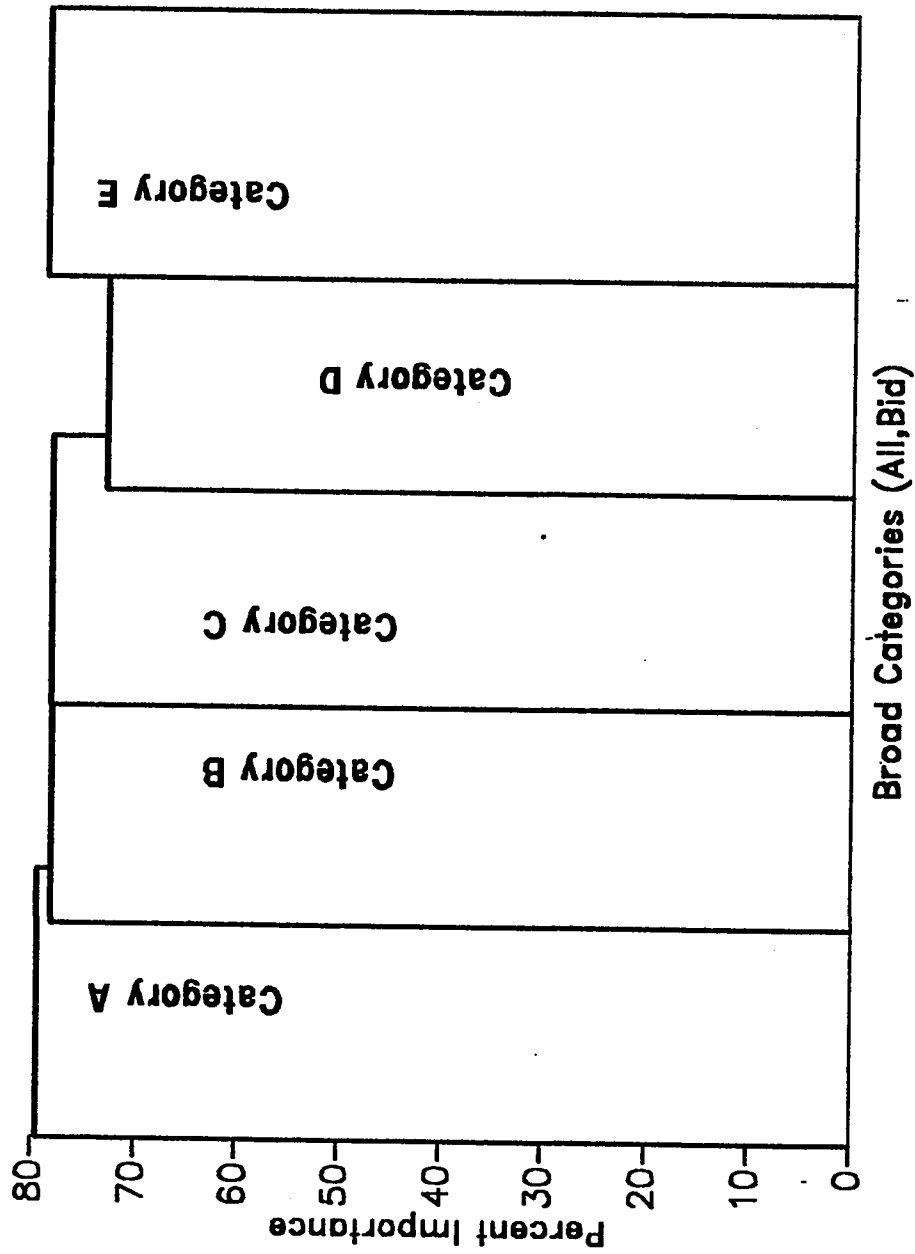 Category E
Category D
Category C
Category B
Category A
80
70
60
50
40
30
20
10
0
Percent Importance
Broad Categories (All,Bid)